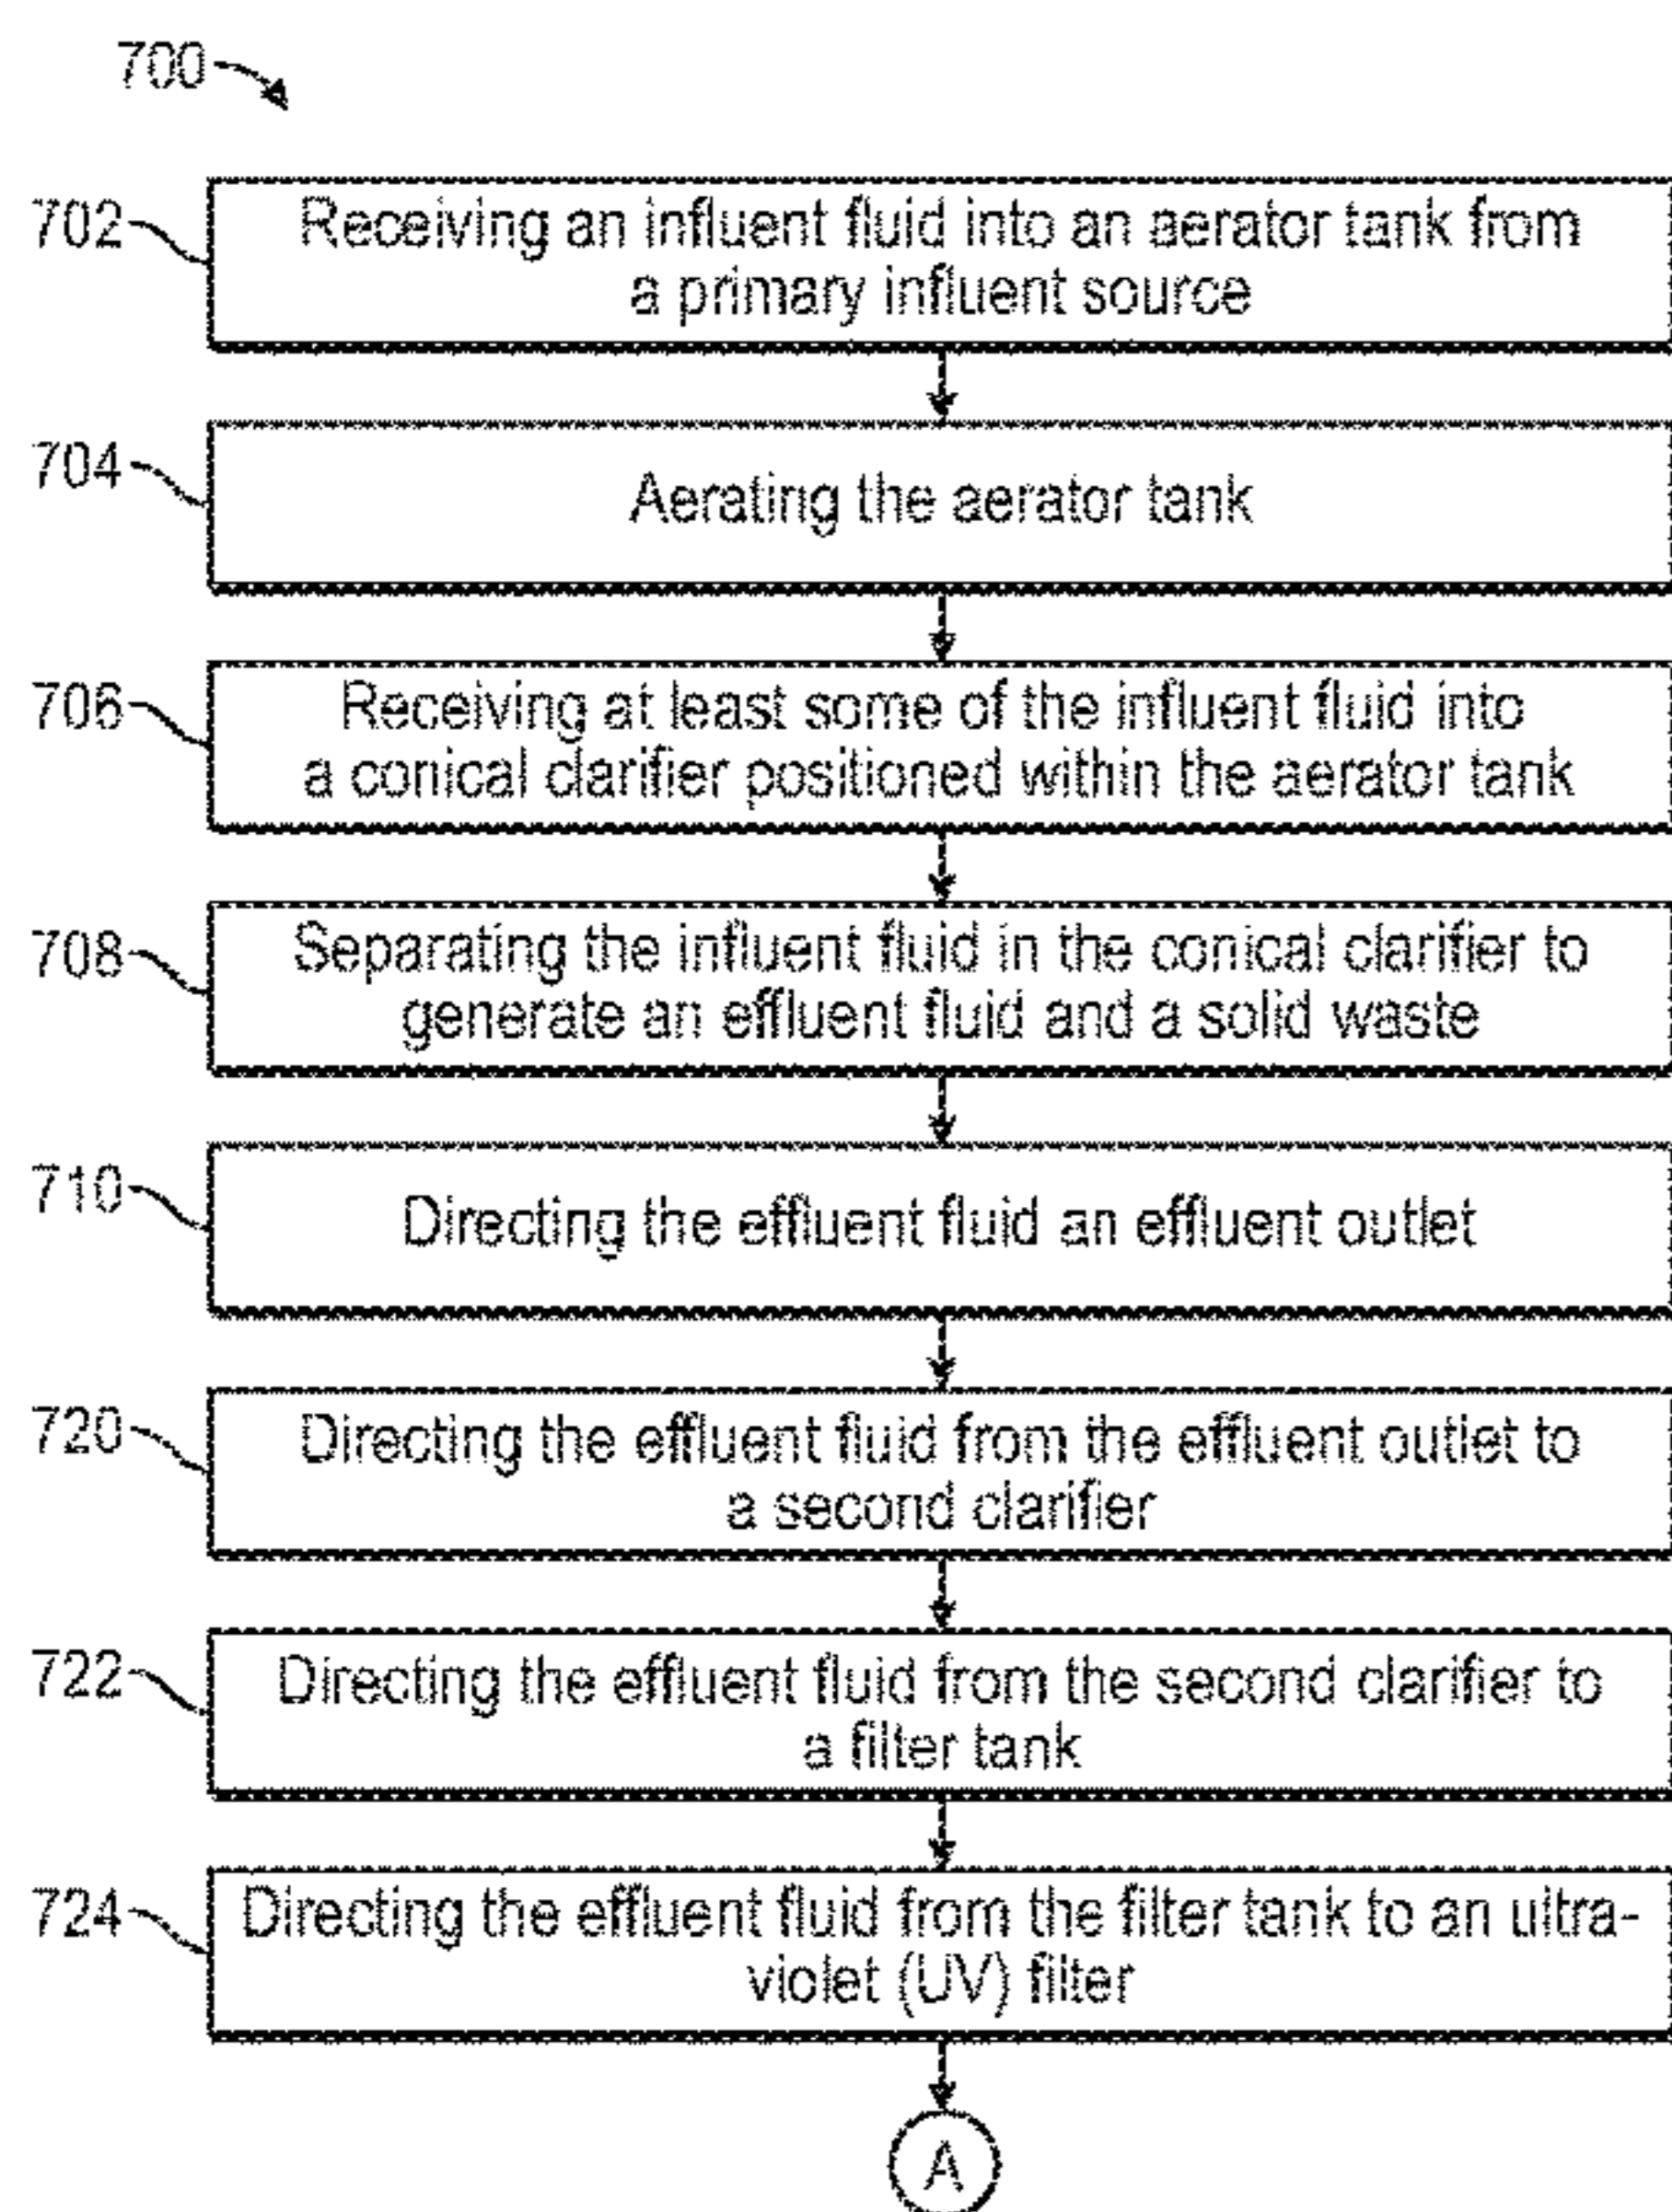 700
702
Receiving an influent fluid into an aerator tank from
a primary influent source
704
Aerating the aerator tank
706
Receiving at least some of the influent fluid into
a conical clarifier positioned within the aerator tank
708
Separating the influent fluid in the conical clarifier to
generate an effluent fluid and a solid waste
710
Directing the effluent fluid an effluent outlet
720
Directing the effluent fluid from the effluent outlet to
a second clarifier
722
Directing the effluent fluid from the second clarifier to
a filter tank
724
Directing the effluent fluid from the filter tank to an ultra-
violet (UV) filter
A